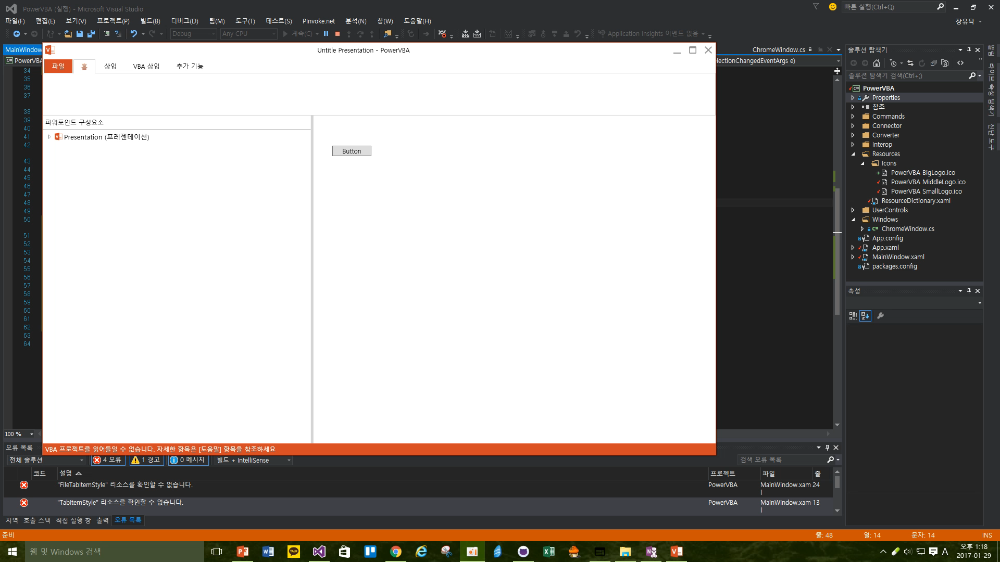 PowerVBA (실행) - Microsoft Visual Studio
빠른 실행(Ctrl+Q)
파일(F) 편집(E) 보기(V) 프로젝트(P) 빌드(B) 디버그(D) 팀(M) 도구(T) 테스트(S) PInvoke.net 분석(N) 창(W) 도움말(H)
장유탁
Debug Any CPU 계속(C) Application Insights 이벤트 없음
MainWindow
Untitle Presentation - PowerVBA
ChromeWindow.cs
솔루션 탐색기
C# PowerVBA
lectionChangedEventArgs e)
파일 홈 삽입 VBA 삽입 추가 기능
솔루션 탐색기 검색(Ctrl+;)
PowerVBA
Properties
참조
Commands
Connector
Converter
Interop
Resources
Icons
PowerVBA BigLogo.ico
PowerVBA MiddleLogo.ico
PowerVBA SmallLogo.ico
ResourceDictionary.xaml
UserControls
Windows
C# ChromeWindow.cs
App.config
App.xaml
MainWindow.xaml
packages.config
알림
라이브 속성 탐색기
진단 도구
속성
34
35
36
37
38
39
40
41
42
43
44
45
46
47
48
49
50
51
52
53
54
55
56
57
58
59
60
61
62
63
64
파워포인트 구성요소
Presentation (프레젠테이션)
Button
100 %
VBA 프로젝트를 읽어들일 수 없습니다. 자세한 항목은 [도움말] 항목을 참조하세요
오류 목록
전체 솔루션 4 오류 1 경고 0 메시지 빌드 + IntelliSense
검색 오류 목록
코드 설명 프로젝트 파일 줄
"FileTabItemStyle" 리소스를 확인할 수 없습니다. PowerVBA MainWindow.xam 24
l
"TabItemStyle" 리소스를 확인할 수 없습니다. PowerVBA MainWindow.xam 13
l
지역 호출 스택 직접 실행 창 출력 오류 목록
준비 줄: 48 열: 14 문자: 14 INS
웹 및 Windows 검색
TALK
A
오후 1:18
2017-01-29